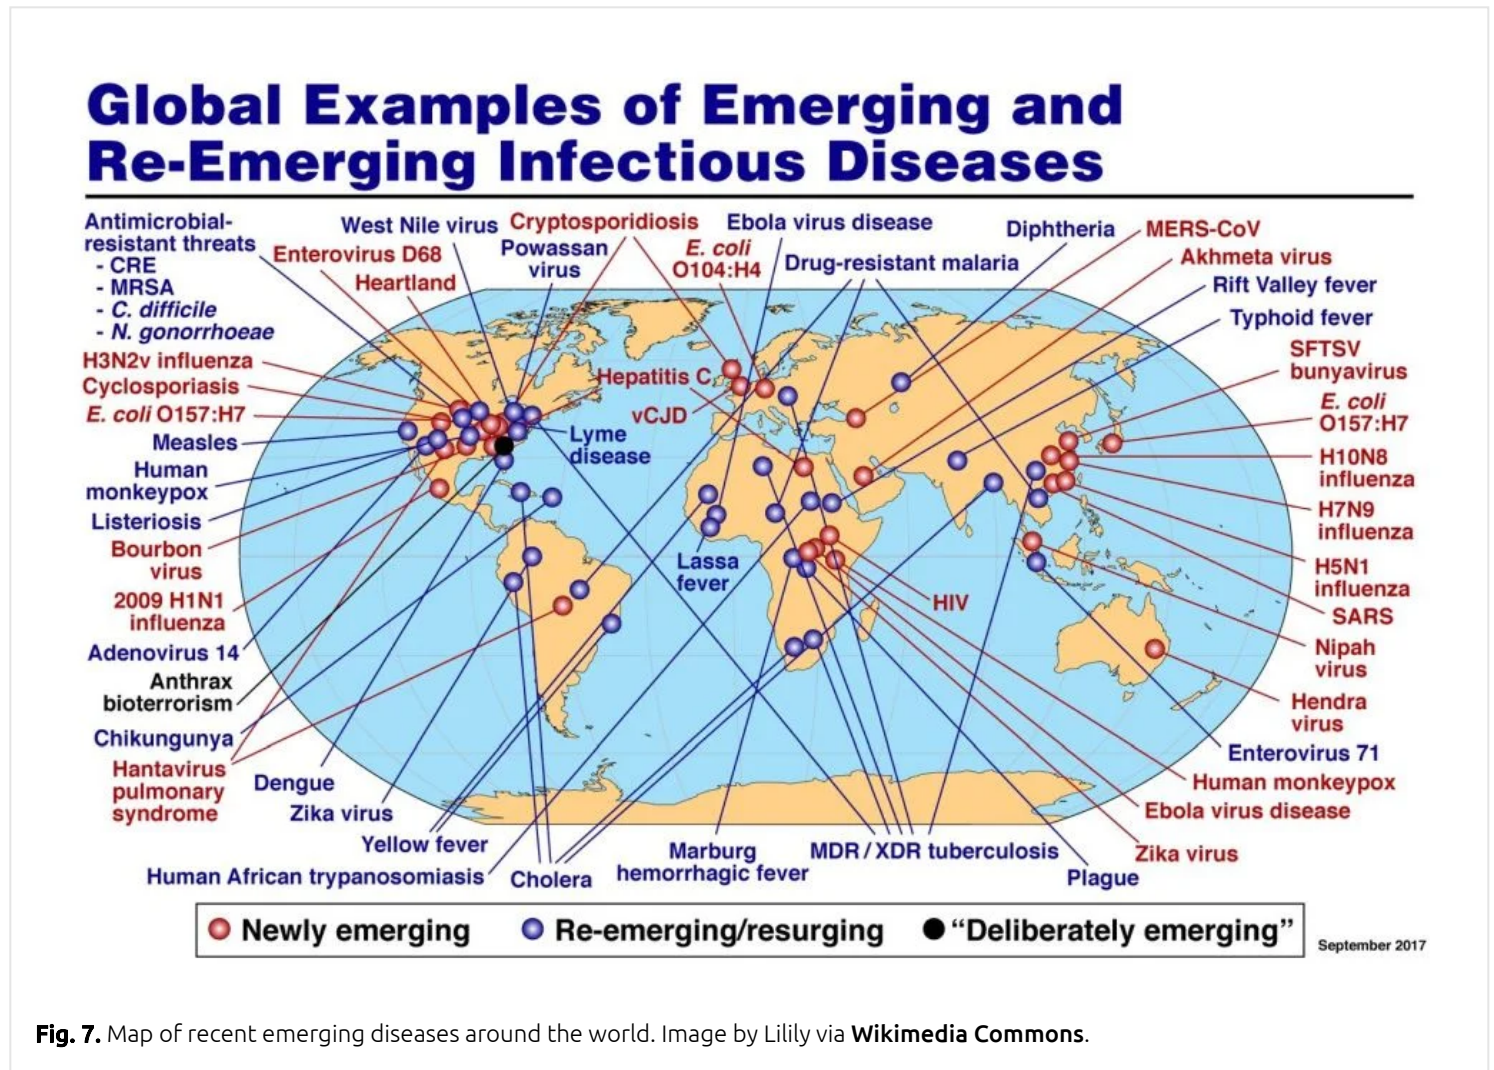 Global Examples of Emerging and
Re-Emerging Infectious Diseases
Antimicrobial-
resistant threats
- CRE
- MRSA
- C. difficile
- N. gonorrhoeae
West Nile virus
Enterovirus D68
Heartland
Cryptosporidiosis
Powassan
virus
E. coli
O104:H4
Ebola virus disease
Drug-resistant malaria
Diphtheria
MERS-CoV
Akhmeta virus
Rift Valley fever
Typhoid fever
SFTSV
bunyavirus
E. coli
O157:H7
H10N8
influenza
H7N9
influenza
H5N1
influenza
SARS
Nipah
virus
Hendra
virus
Enterovirus 71
Human monkeypox
Ebola virus disease
Zika virus
Plague
H3N2v influenza
Cyclosporiasis
E. coli O157:H7
Measles
Human
monkeypox
Listeriosis
Bourbon
virus
2009 H1N1
influenza
Adenovirus 14
Anthrax
bioterrorism
Chikungunya
Hantavirus
pulmonary
syndrome
Dengue
Zika virus
Yellow fever
Human African trypanosomiasis
Cholera
Marburg
hemorrhagic fever
MDR / XDR tuberculosis
Hepatitis C
vCJD
Lyme
disease
Lassa
fever
HIV
Newly emerging
Re-emerging/resurging
“Deliberately emerging”
September 2017
Fig. 7. Map of recent emerging diseases around the world. Image by Lilily via Wikimedia Commons.